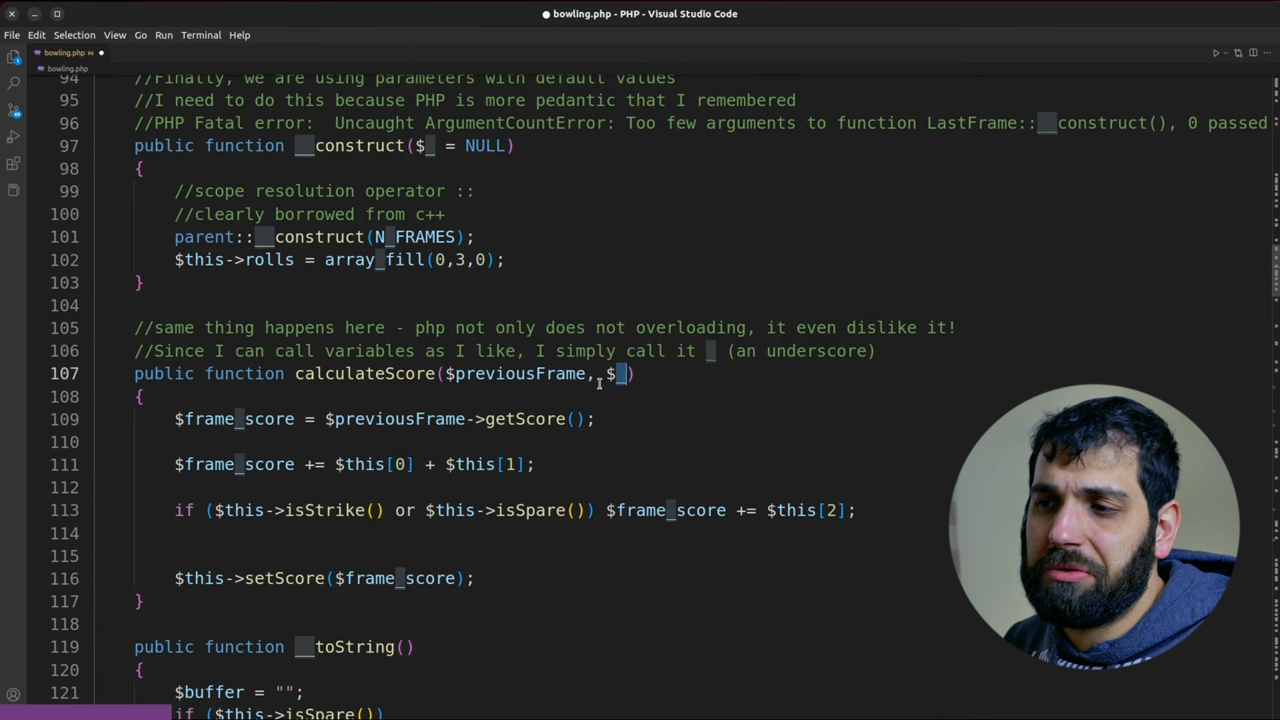 bowling.php - PHP - Visual Studio Code
File Edit Selection View Go Run Terminal Help
bowling.php M
bowling.php
94 //Finally, we are using parameters with default values
95 //I need to do this because PHP is more pedantic that I remembered
96 //PHP Fatal error: Uncaught ArgumentCountError: Too few arguments to function LastFrame::__construct(), 0 passed
97 public function __construct($_ = NULL)
98 {
99 //scope resolution operator ::
100 //clearly borrowed from c++
101 parent::__construct(N_FRAMES);
102 $this->rolls = array_fill(0,3,0);
103 }
104
105 //same thing happens here - php not only does not overloading, it even dislike it!
106 //Since I can call variables as I like, I simply call it _ (an underscore)
107 public function calculateScore($previousFrame, $_)
108 {
109 $frame_score = $previousFrame->getScore();
110
111 $frame_score += $this[0] + $this[1];
112
113 if ($this->isStrike() or $this->isSpare()) $frame_score += $this[2];
114
115
116 $this->setScore($frame_score);
117 }
118
119 public function __toString()
120 {
121 $buffer = "";
if ($this->isSpare())